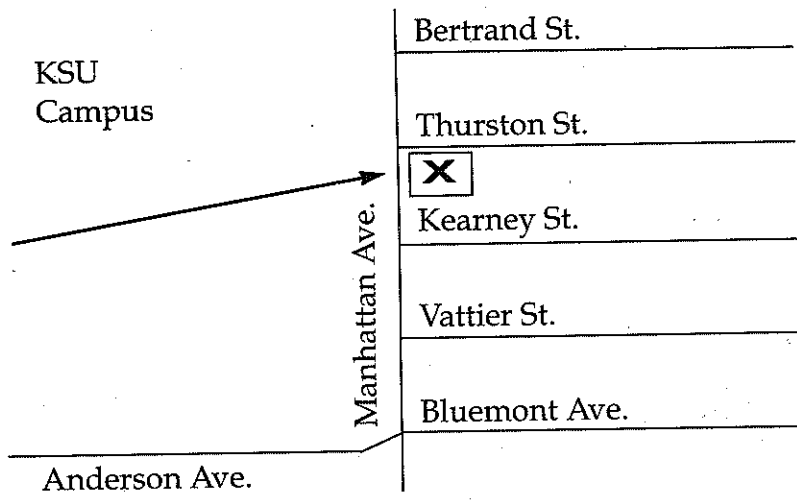 Bertrand St.
KSU
Campus
Thurston St.
X
Kearney St.
Manhattan Ave.
Vattier St.
Bluemont Ave.
Anderson Ave.